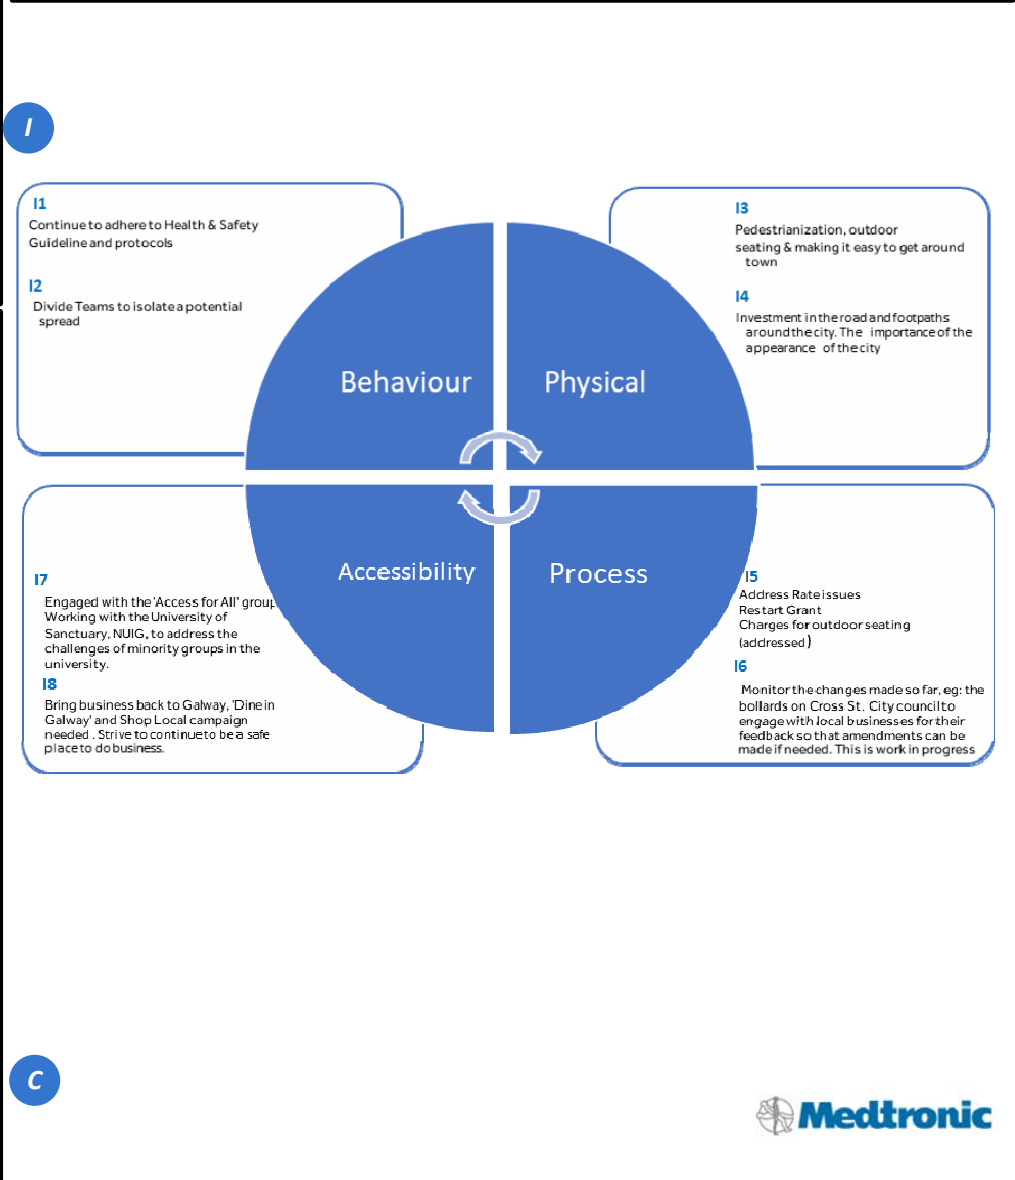 I
I1
Continue to adhere to Health & Safety
Guideline and protocols
I2
Divide Teams to isolate a potential
spread
I3
Pedestrianization, outdoor
seating & making it easy to get around
town
I4
Investment in the road and footpaths
around the city. The importance of the
appearance of the city
Behaviour
Physical
Accessibility
Process
I7
Engaged with the 'Access for All' group
Working with the University of
Sanctuary, NUIG, to address the
challenges of minority groups in the
university.
I8
Bring business back to Galway, 'Dine in
Galway' and Shop Local campaign
needed . Strive to continue to be a safe
place to do business.
I5
Address Rate issues
Restart Grant
Charges for outdoor seating
(addressed)
I6
Monitor the changes made so far, eg: the
bollards on Cross St. City council to
engage with local businesses for their
feedback so that amendments can be
made if needed. This is work in progress
C
Medtronic